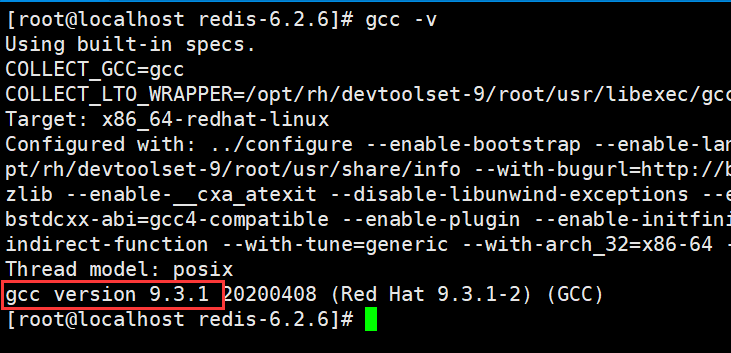 [root@localhost redis-6.2.6]# gcc -v
Using built-in specs.
COLLECT_GCC=gcc
COLLECT_LTO_WRAPPER=/opt/rh/devtoolset-9/root/usr/libexec/gcc
Target: x86_64-redhat-linux
Configured with: ../configure --enable-bootstrap --enable-lan
pt/rh/devtoolset-9/root/usr/share/info --with-bugurl=http://b
zlib --enable-__cxa_atexit --disable-libunwind-exceptions --e
bstdcxx-abi=gcc4-compatible --enable-plugin --enable-initfini
indirect-function --with-tune=generic --with-arch_32=x86-64 -
Thread model: posix
gcc version 9.3.1 20200408 (Red Hat 9.3.1-2) (GCC)
[root@localhost redis-6.2.6]#